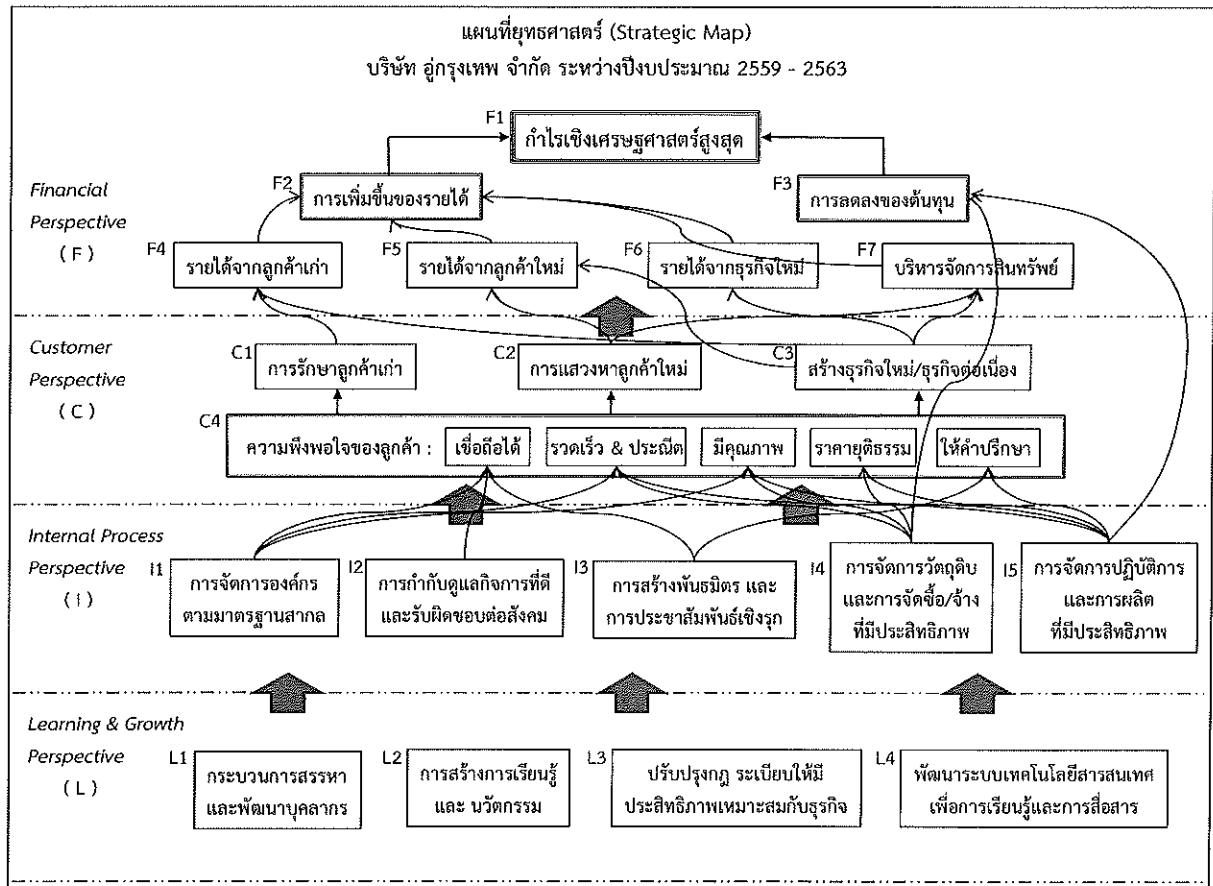 แผนที่ยุทธศาสตร์ (Strategic Map)
บริษัท อู่กรุงเทพ จำกัด ระหว่างปีงบประมาณ 2559 - 2563
F1
กำไรเชิงเศรษฐศาสตร์สูงสุด
Financial
Perspective
( F )
F2
การเพิ่มขึ้นของรายได้
F3
การลดลงของต้นทุน
F4
รายได้จากลูกค้าเก่า
F5
รายได้จากลูกค้าใหม่
F6
รายได้จากธุรกิจใหม่
F7
บริหารจัดการสินทรัพย์
Customer
Perspective
( C )
C1
การรักษาลูกค้าเก่า
C2
การแสวงหาลูกค้าใหม่
C3
สร้างธุรกิจใหม่/ธุรกิจต่อเนื่อง
C4
ความพึงพอใจของลูกค้า :
เชื่อถือได้
รวดเร็ว & ประณีต
มีคุณภาพ
ราคายุติธรรม
ให้คำปรึกษา
Internal Process
Perspective
( I )
I1
การจัดการองค์กร
ตามมาตรฐานสากล
I2
การกำกับดูแลกิจการที่ดี
และรับผิดชอบต่อสังคม
I3
การสร้างพันธมิตร และ
การประชาสัมพันธ์เชิงรุก
I4
การจัดการวัตถุดิบ
และการจัดซื้อ/จ้าง
ที่มีประสิทธิภาพ
I5
การจัดการปฏิบัติการ
และการผลิต
ที่มีประสิทธิภาพ
Learning & Growth
Perspective
( L )
L1
กระบวนการสรรหา
และพัฒนาบุคลากร
L2
การสร้างการเรียนรู้
และ นวัตกรรม
L3
ปรับปรุงกฎ ระเบียบให้มี
ประสิทธิภาพเหมาะสมกับธุรกิจ
L4
พัฒนาระบบเทคโนโลยีสารสนเทศ
เพื่อการเรียนรู้และการสื่อสาร